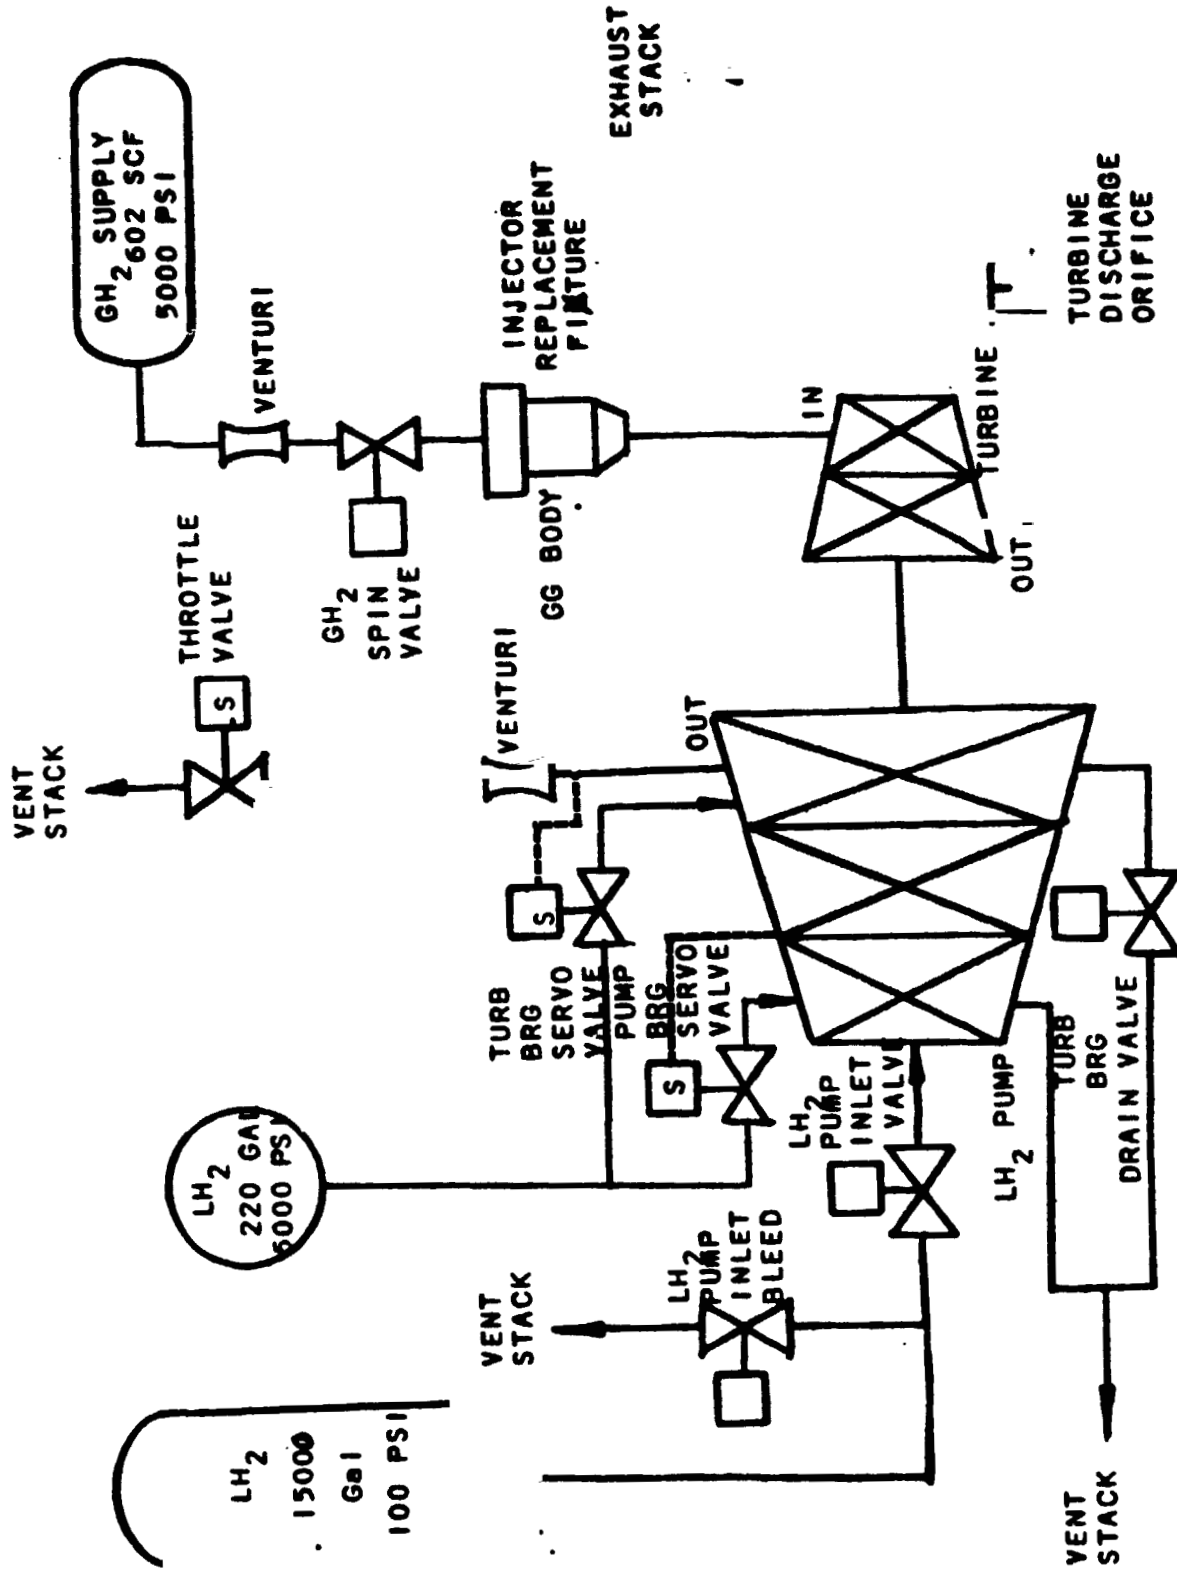 VENT
STACK
THROTTLE
VALVE
S
GH2 SUPPLY
602 SCF
5000 PSI
VENTURI
GH2
SPIN
VALVE
INJECTOR
REPLACEMENT
FIXTURE
GG BODY
EXHAUST
STACK
IN
TURBINE
OUT
TURBINE
DISCHARGE
ORIFICE
VENTURI
OUT
S
TURB
BRG
SERVO
VALVE
S
PUMP
BRG
SERVO
VALVE
LH2
220 GAL
5000 PSI
LH2
PUMP
INLET
VALVE
LH2 PUMP
TURB
BRG
DRAIN VALVE
LH2
PUMP
INLET
BLEED
VENT
STACK
LH2
15000
Gal
100 PSI
VENT
STACK